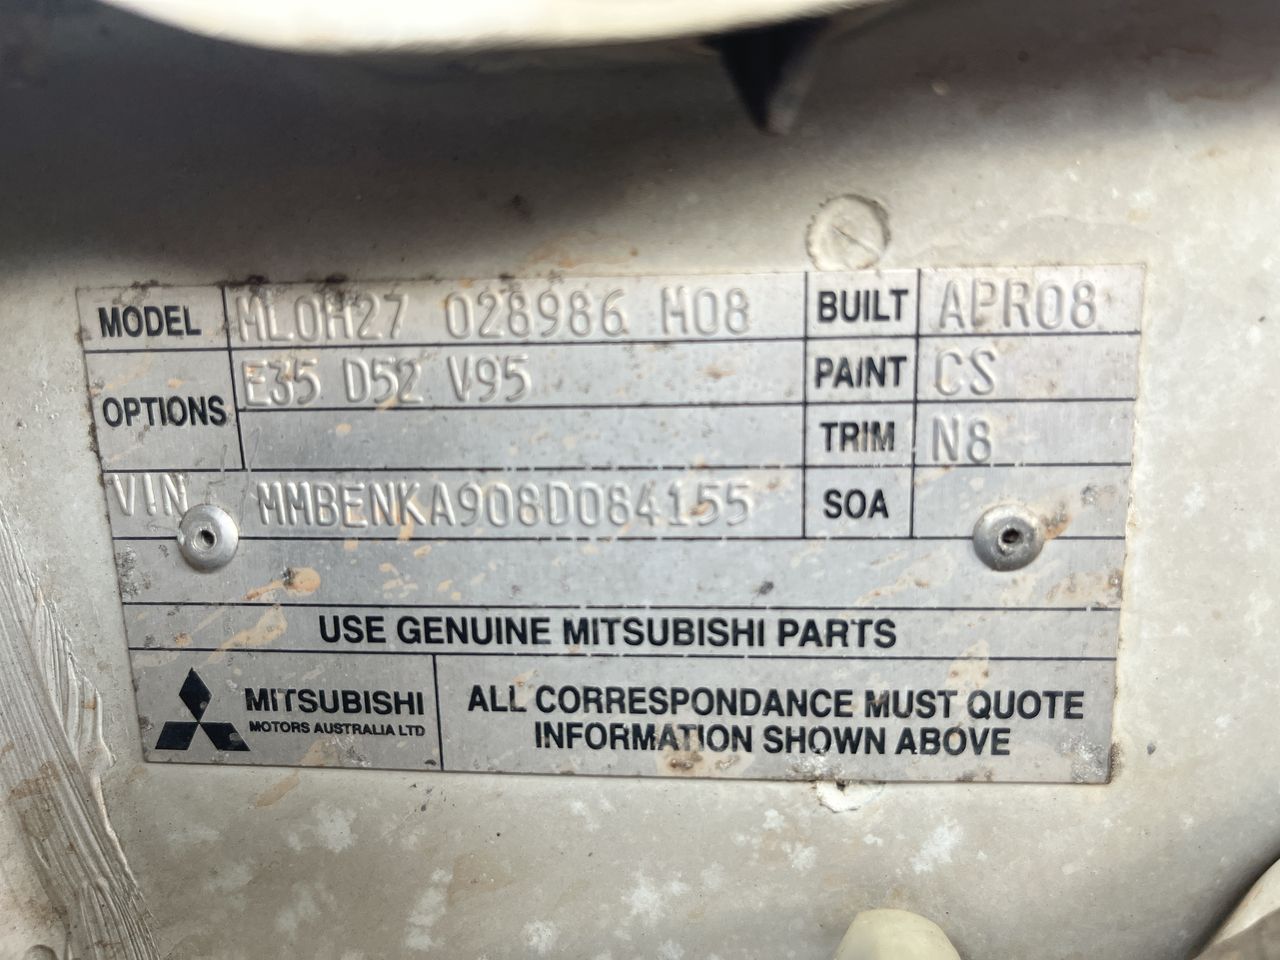 MODEL ML0H27 028986 M08 BUILT APR08
OPTIONS E35 D52 V95 PAINT CS
TRIM N8
VIN MMBENKA908D084155 SOA
USE GENUINE MITSUBISHI PARTS
MITSUBISHI
MOTORS AUSTRALIA LTD
ALL CORRESPONDANCE MUST QUOTE
INFORMATION SHOWN ABOVE